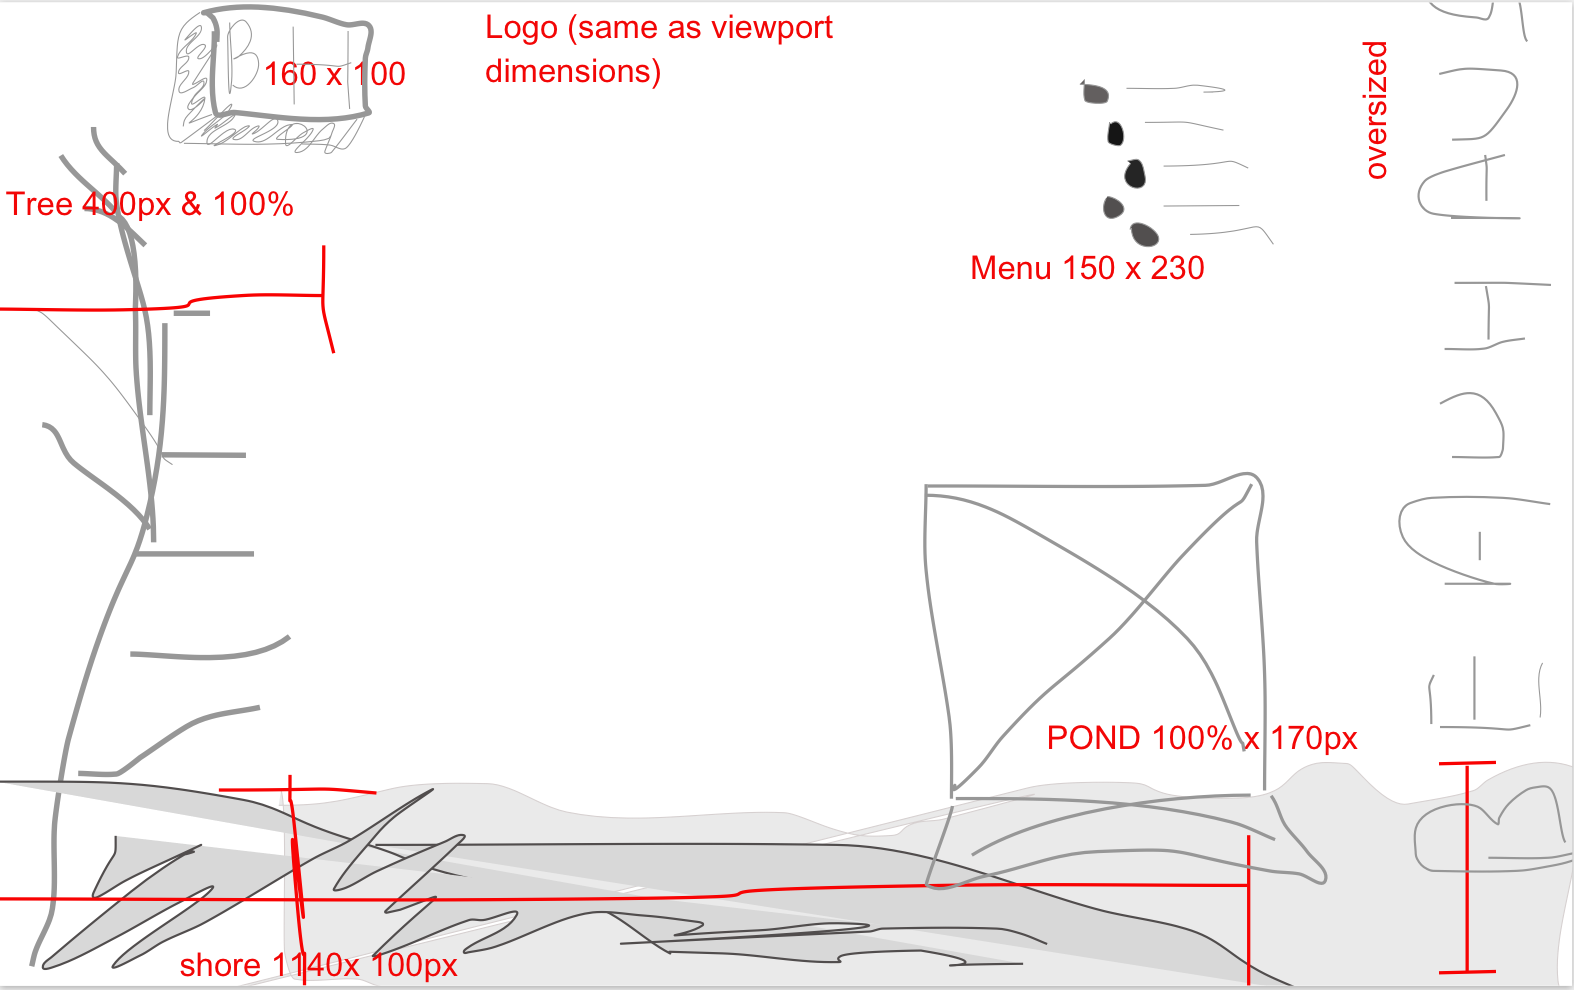 B H
160 x 100
Logo (same as viewport
dimensions)
oversized
Tree 400px & 100%
Menu 150 x 230
POND 100% x 170px
shore 1140x 100px
BEAUHAU